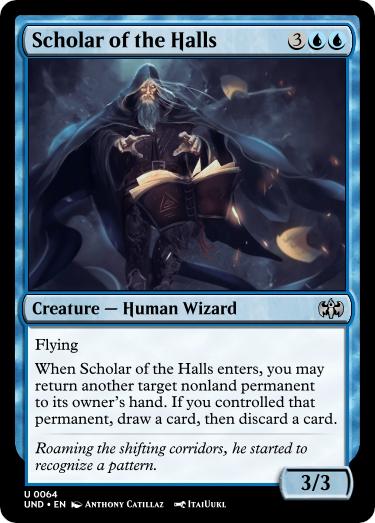 Scholar of the Halls 3
Creature — Human Wizard
Flying
When Scholar of the Halls enters, you may
return another target nonland permanent
to its owner's hand. If you controlled that
permanent, draw a card, then discard a card.
Roaming the shifting corridors, he started to
recognize a pattern.
3/3
U 0064
UND • EN Anthony Catillaz ItaiUukl